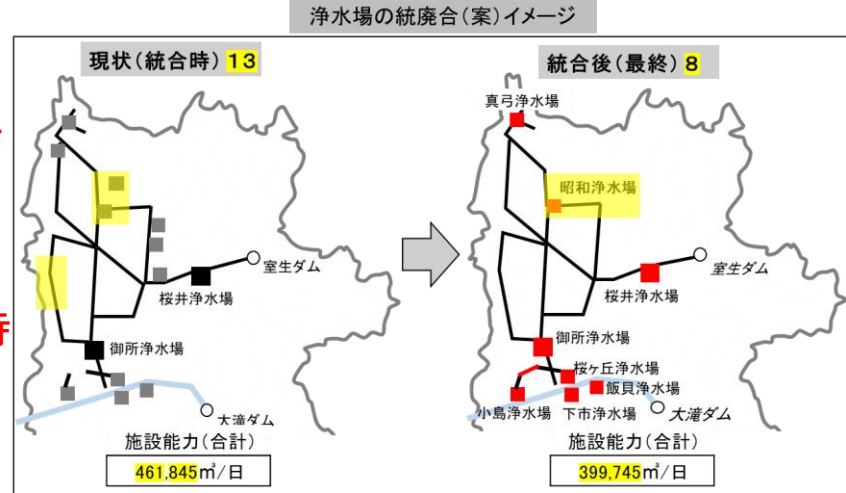 浄水場の統廃合(案)イメージ
現状(統合時) 13
室生ダム
桜井浄水場
御所浄水場
大滝ダム
施設能力(合計)
461,845㎥/日
統合後(最終) 8
真弓浄水場
昭和浄水場
室生ダム
桜井浄水場
御所浄水場
桜ヶ丘浄水場
飯貝浄水場
小島浄水場
下市浄水場
大滝ダム
施設能力(合計)
399,745㎥/日